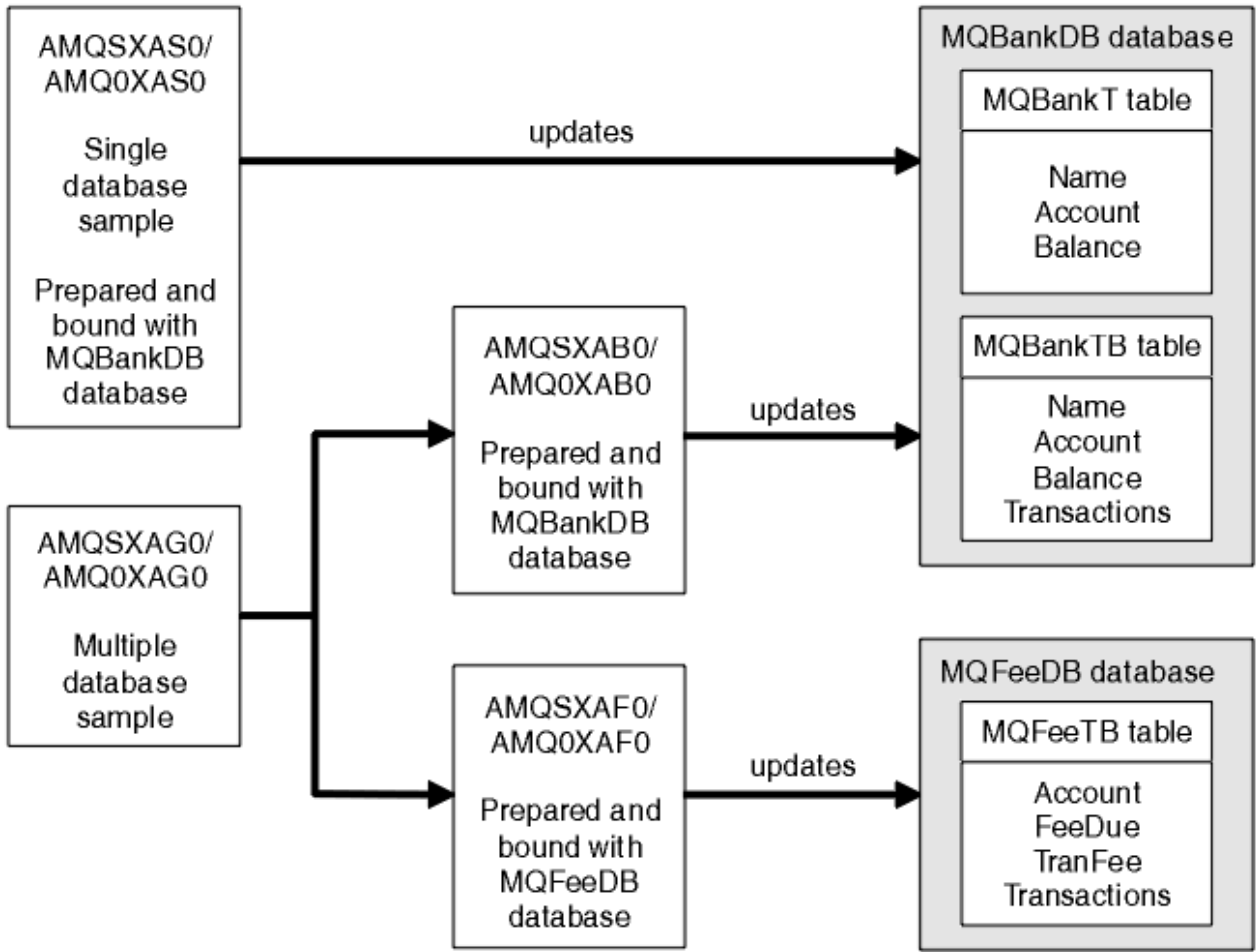 AMQSXAS0/
AMQ0XAS0
Single
database
sample
Prepared and
bound with
MQBankDB
database
updates
MQBankDB database
MQBankT table
Name
Account
Balance
MQBankTB table
Name
Account
Balance
Transactions
AMQSXAG0/
AMQ0XAG0
Multiple
database
sample
AMQSXAB0/
AMQ0XAB0
Prepared and
bound with
MQBankDB
database
updates
AMQSXAF0/
AMQ0XAF0
Prepared and
bound with
MQFeeDB
database
updates
MQFeeDB database
MQFeeTB table
Account
FeeDue
TranFee
Transactions